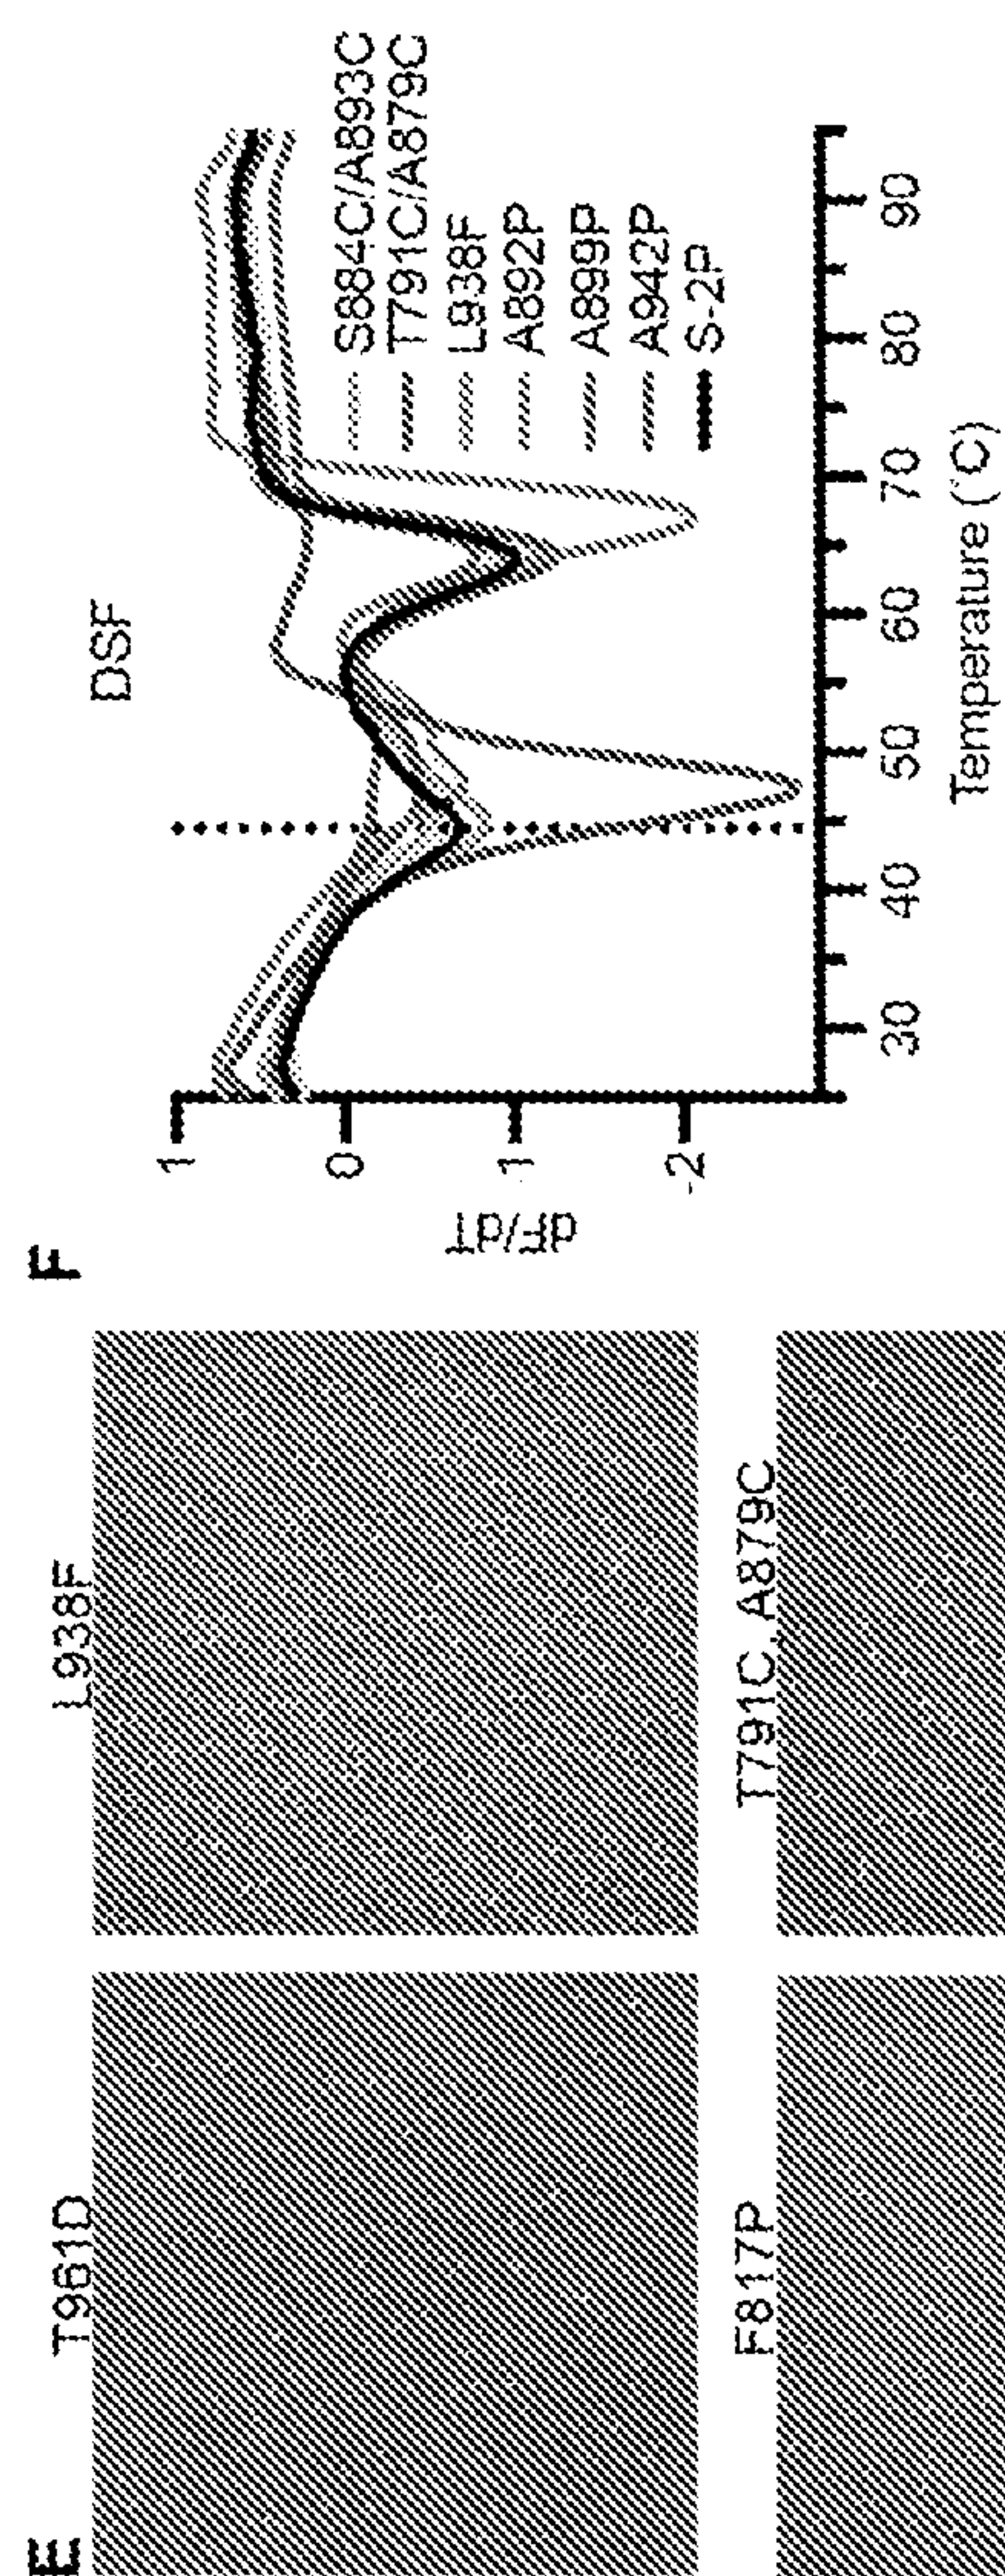 E
T961D
L938F
F817P
T791C, A879C
F
DSF
dF/dT
1
0
-1
-2
S884C/A893C
T791C/A879C
L938F
A892P
A899P
A942P
S-2P
30
40
50
60
70
80
90
Temperature (°C)